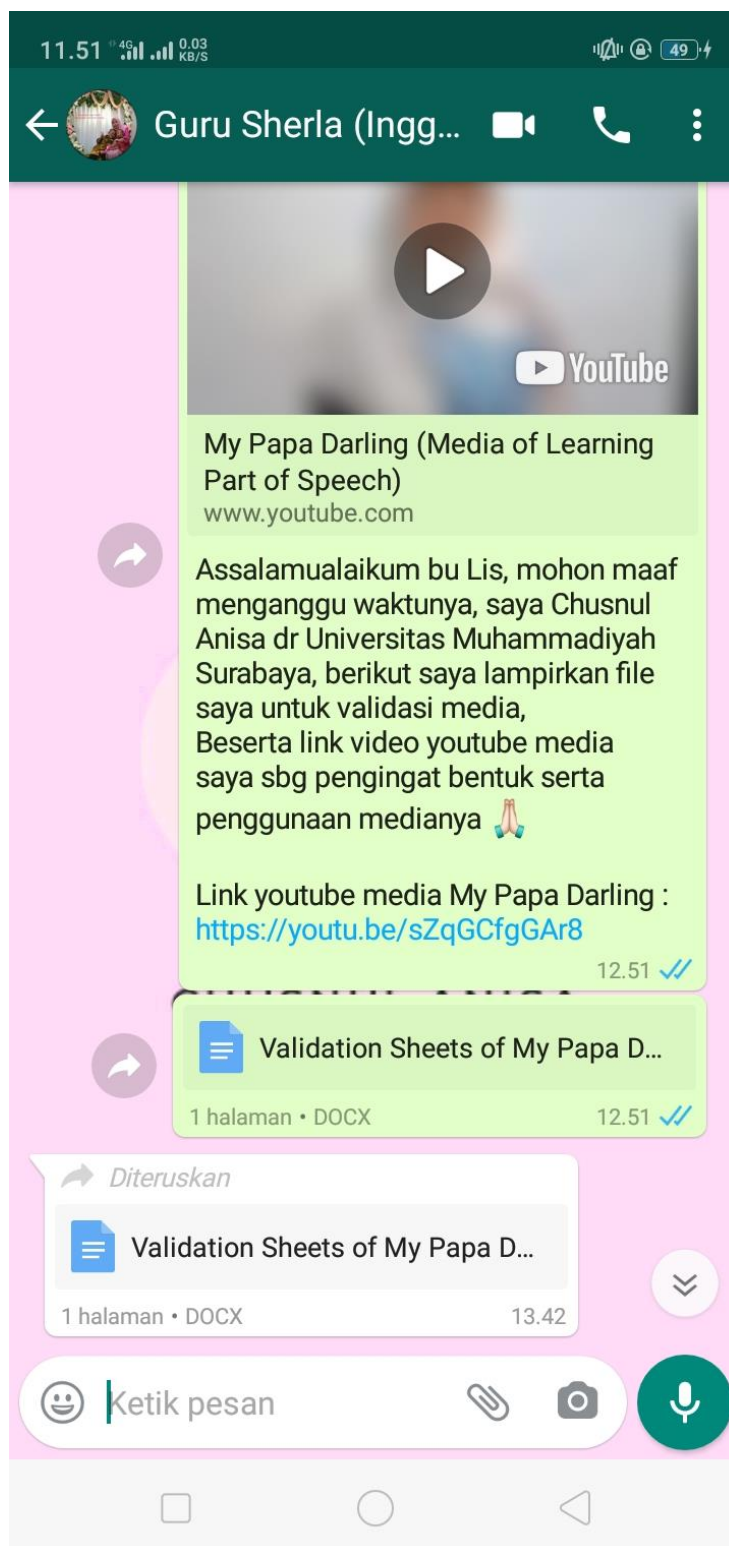 11.51 4G 0.03 KB/S 49
Guru Sherla (Ingg...
YouTube
My Papa Darling (Media of Learning
Part of Speech)
www.youtube.com
Assalamualaikum bu Lis, mohon maaf
menganggu waktunya, saya Chusnul
Anisa dr Universitas Muhammadiyah
Surabaya, berikut saya lampirkan file
saya untuk validasi media,
Beserta link video youtube media
saya sbg pengingat bentuk serta
penggunaan medianya 🙏🏻
Link youtube media My Papa Darling :
https://youtu.be/sZqGCfgGAr8
12.51
Validation Sheets of My Papa D...
1 halaman • DOCX 12.51
Diteruskan
Validation Sheets of My Papa D...
1 halaman • DOCX 13.42
Ketik pesan